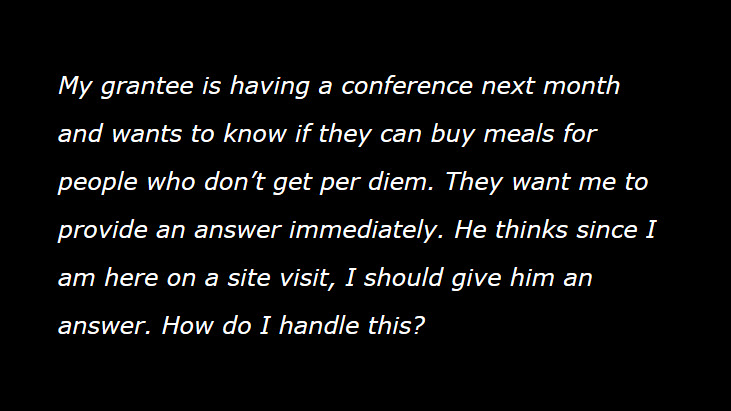 My grantee is having a conference next month
and wants to know if they can buy meals for
people who don’t get per diem. They want me to
provide an answer immediately. He thinks since I
am here on a site visit, I should give him an
answer. How do I handle this?